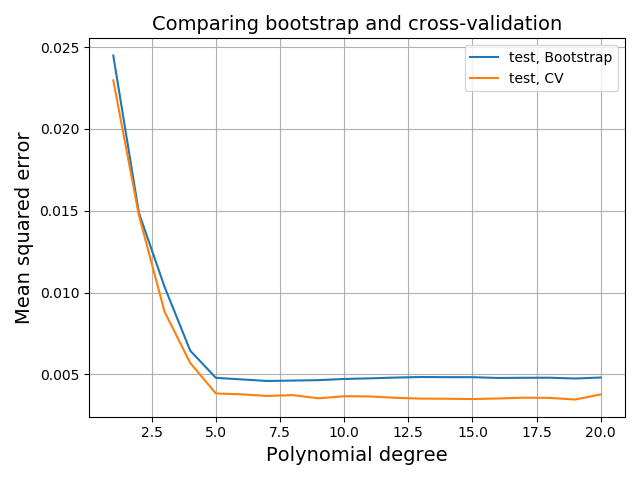 Comparing bootstrap and cross-validation
0.025
0.020
0.015
0.010
0.005
Mean squared error
test, Bootstrap
test, CV
2.5 5.0 7.5 10.0 12.5 15.0 17.5 20.0
Polynomial degree